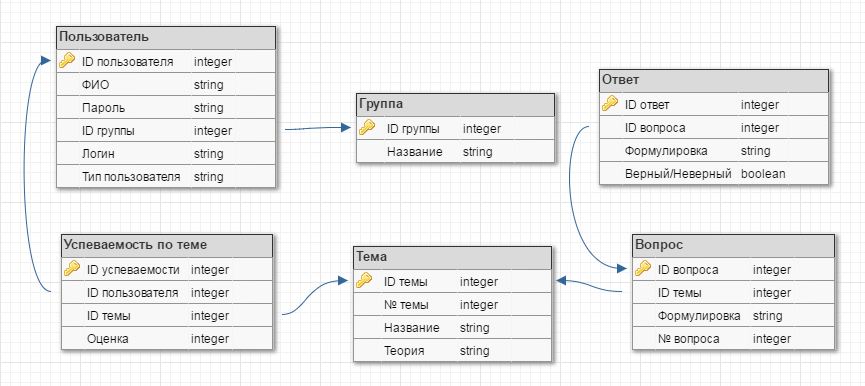 Пользователь
ID пользователя integer
ФИО string
Пароль string
ID группы integer
Логин string
Тип пользователя string
Группа
ID группы integer
Название string
Ответ
ID ответ integer
ID вопроса integer
Формулировка string
Верный/Неверный boolean
Успеваемость по теме
ID успеваемости integer
ID пользователя integer
ID темы integer
Оценка integer
Тема
ID темы integer
№ темы integer
Название string
Теория string
Вопрос
ID вопроса integer
ID темы integer
Формулировка string
№ вопроса integer